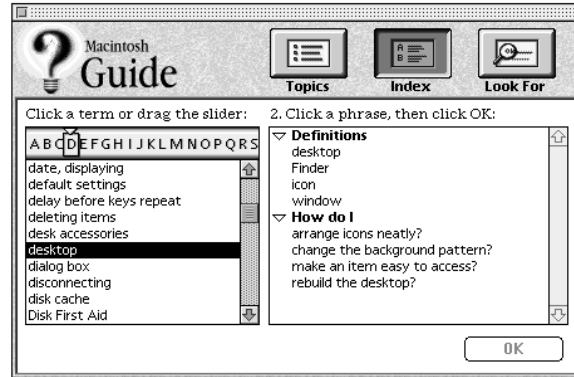 Macintosh
Guide
Topics
Index
Look For
Click a term or drag the slider:
2. Click a phrase, then click OK:
A B C D E F G H I J K L M N O P Q R S
date, displaying
default settings
delay before keys repeat
deleting items
desk accessories
desktop
dialog box
disconnecting
disk cache
Disk First Aid
Definitions
desktop
Finder
icon
window
How do I
arrange icons neatly?
change the background pattern?
make an item easy to access?
rebuild the desktop?
OK